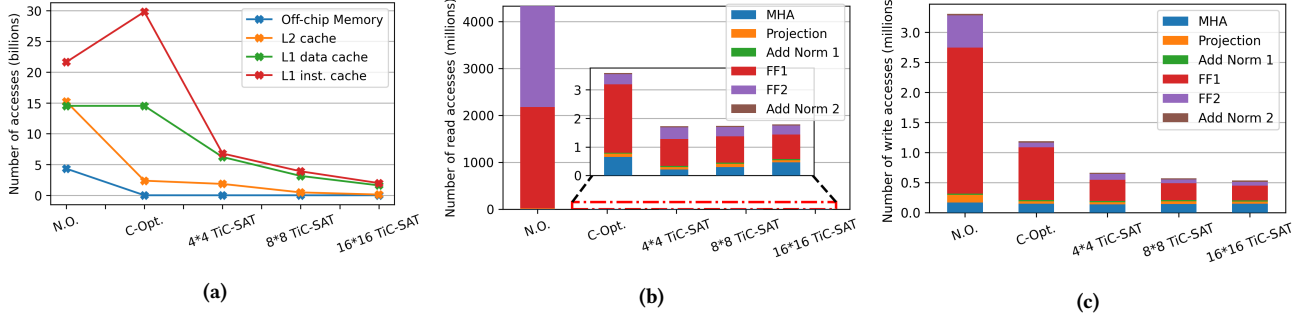 Number of accesses (billions)
30
25
20
15
10
5
0
Off-chip Memory
L2 cache
L1 data cache
L1 inst. cache
N.O.
C-Opt.
4*4 TiC-SAT
8*8 TiC-SAT
16*16 TiC-SAT
(a)
Number of read accesses (millions)
4000
3000
2000
1000
0
MHA
Projection
Add Norm 1
FF1
FF2
Add Norm 2
3
2
1
0
N.O.
C-Opt.
4*4 TiC-SAT
8*8 TiC-SAT
16*16 TiC-SAT
(b)
Number of write accesses (millions)
3.0
2.5
2.0
1.5
1.0
0.5
0.0
MHA
Projection
Add Norm 1
FF1
FF2
Add Norm 2
N.O.
C-Opt.
4*4 TiC-SAT
8*8 TiC-SAT
16*16 TiC-SAT
(c)